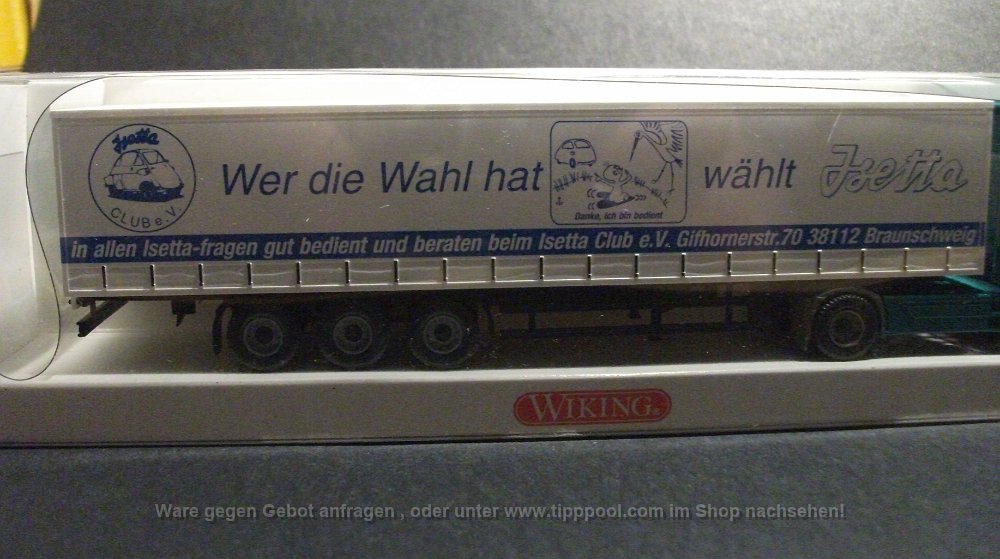 Isetta
CLUB e.V.
Wer die Wahl hat
Danke, ich bin bedient
wählt Isetta
in allen Isetta-fragen gut bedient und beraten beim Isetta Club e.V. Gifhornerstr.70 38112 Braunschweig
WIKING®
Ware gegen Gebot anfragen , oder unter www.tipppool.com im Shop nachsehen!